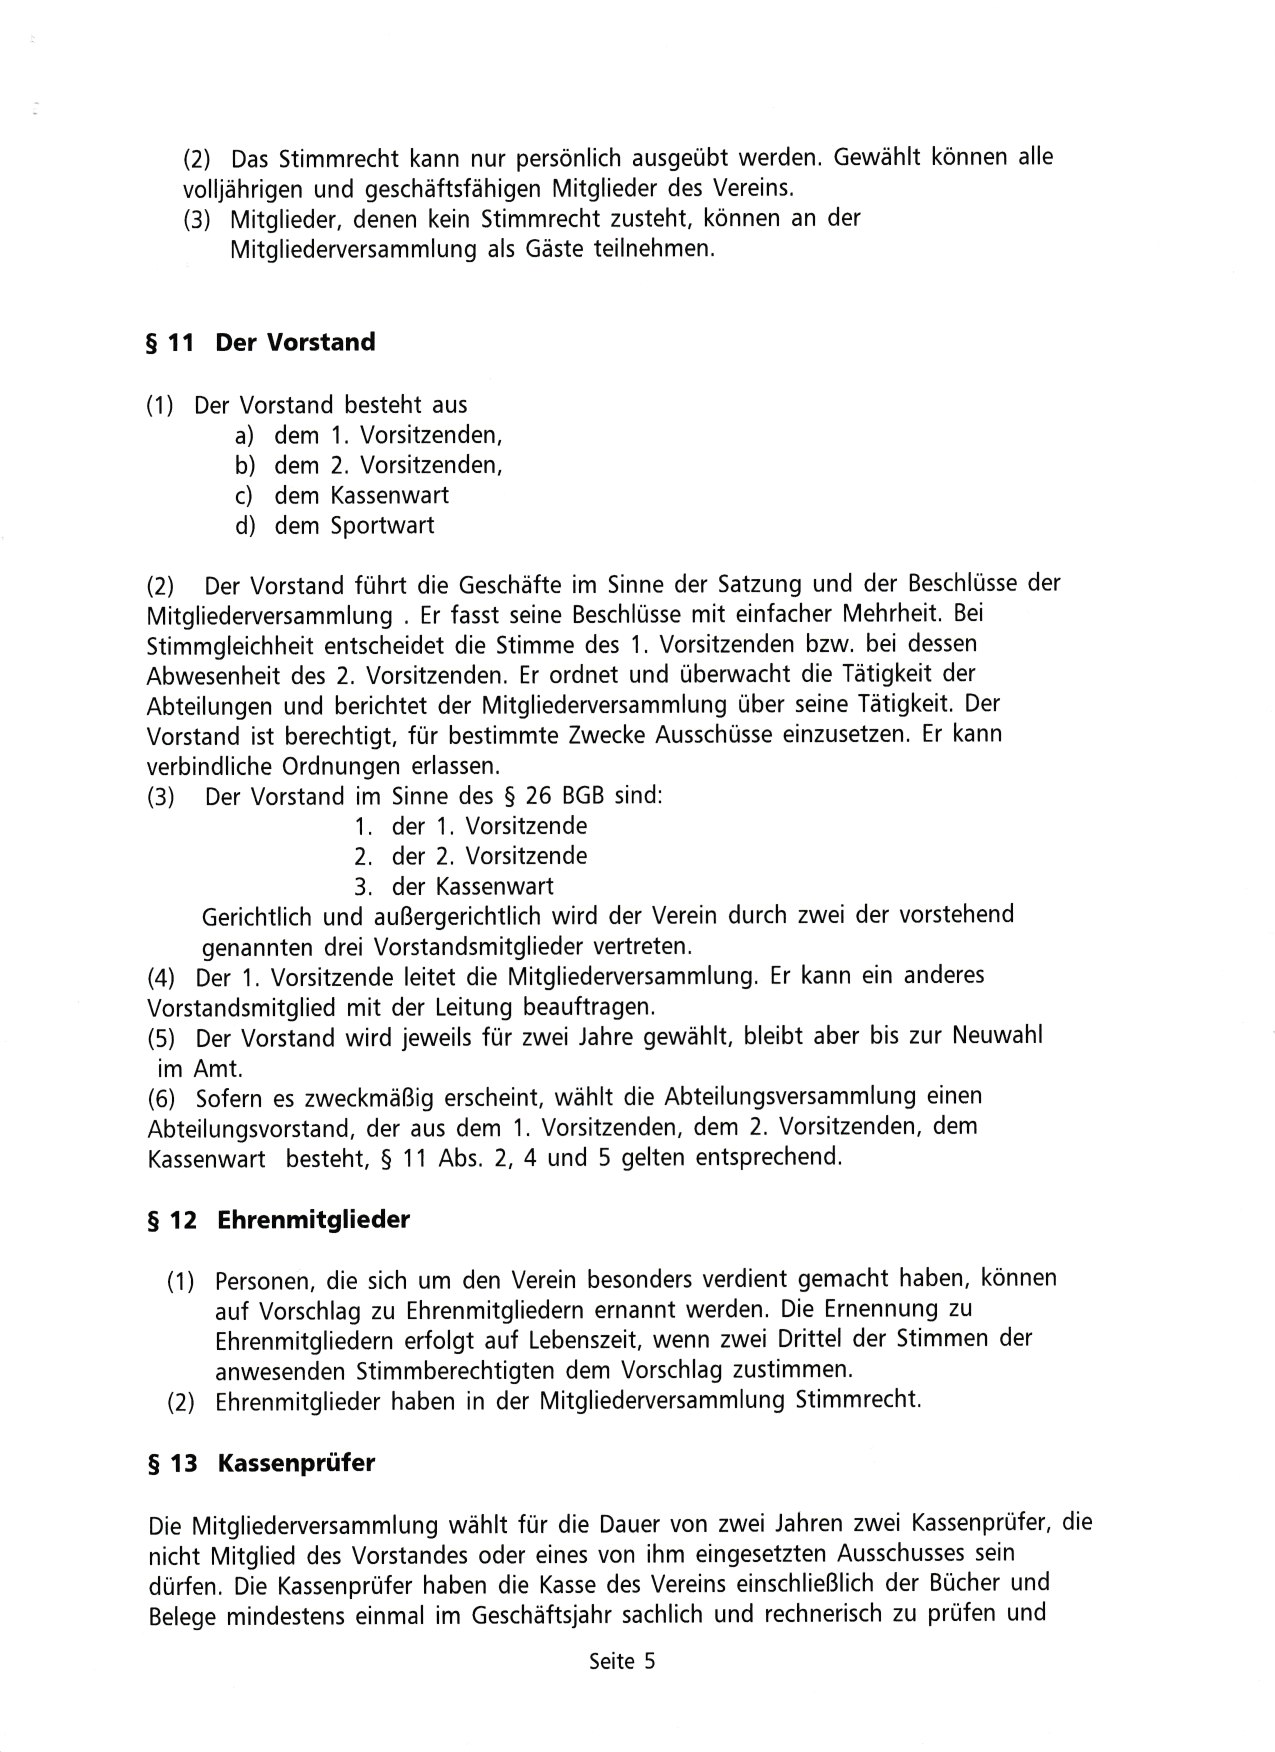 (2) Das Stimmrecht kann nur persönlich ausgeübt werden. Gewählt können alle
volljährigen und geschäftsfähigen Mitglieder des Vereins.
(3) Mitglieder, denen kein Stimmrecht zusteht, können an der
Mitgliederversammlung als Gäste teilnehmen.
§ 11 Der Vorstand
(1) Der Vorstand besteht aus
a) dem 1. Vorsitzenden,
b) dem 2. Vorsitzenden,
c) dem Kassenwart
d) dem Sportwart
(2) Der Vorstand führt die Geschäfte im Sinne der Satzung und der Beschlüsse der
Mitgliederversammlung . Er fasst seine Beschlüsse mit einfacher Mehrheit. Bei
Stimmgleichheit entscheidet die Stimme des 1. Vorsitzenden bzw. bei dessen
Abwesenheit des 2. Vorsitzenden. Er ordnet und überwacht die Tätigkeit der
Abteilungen und berichtet der Mitgliederversammlung über seine Tätigkeit. Der
Vorstand ist berechtigt, für bestimmte Zwecke Ausschüsse einzusetzen. Er kann
verbindliche Ordnungen erlassen.
(3) Der Vorstand im Sinne des § 26 BGB sind:
1. der 1. Vorsitzende
2. der 2. Vorsitzende
3. der Kassenwart
Gerichtlich und außergerichtlich wird der Verein durch zwei der vorstehend
genannten drei Vorstandsmitglieder vertreten.
(4) Der 1. Vorsitzende leitet die Mitgliederversammlung. Er kann ein anderes
Vorstandsmitglied mit der Leitung beauftragen.
(5) Der Vorstand wird jeweils für zwei Jahre gewählt, bleibt aber bis zur Neuwahl
im Amt.
(6) Sofern es zweckmäßig erscheint, wählt die Abteilungsversammlung einen
Abteilungsvorstand, der aus dem 1. Vorsitzenden, dem 2. Vorsitzenden, dem
Kassenwart besteht, § 11 Abs. 2, 4 und 5 gelten entsprechend.
§ 12 Ehrenmitglieder
(1) Personen, die sich um den Verein besonders verdient gemacht haben, können
auf Vorschlag zu Ehrenmitgliedern ernannt werden. Die Ernennung zu
Ehrenmitgliedern erfolgt auf Lebenszeit, wenn zwei Drittel der Stimmen der
anwesenden Stimmberechtigten dem Vorschlag zustimmen.
(2) Ehrenmitglieder haben in der Mitgliederversammlung Stimmrecht.
§ 13 Kassenprüfer
Die Mitgliederversammlung wählt für die Dauer von zwei Jahren zwei Kassenprüfer, die
nicht Mitglied des Vorstandes oder eines von ihm eingesetzten Ausschusses sein
dürfen. Die Kassenprüfer haben die Kasse des Vereins einschließlich der Bücher und
Belege mindestens einmal im Geschäftsjahr sachlich und rechnerisch zu prüfen und
Seite 5